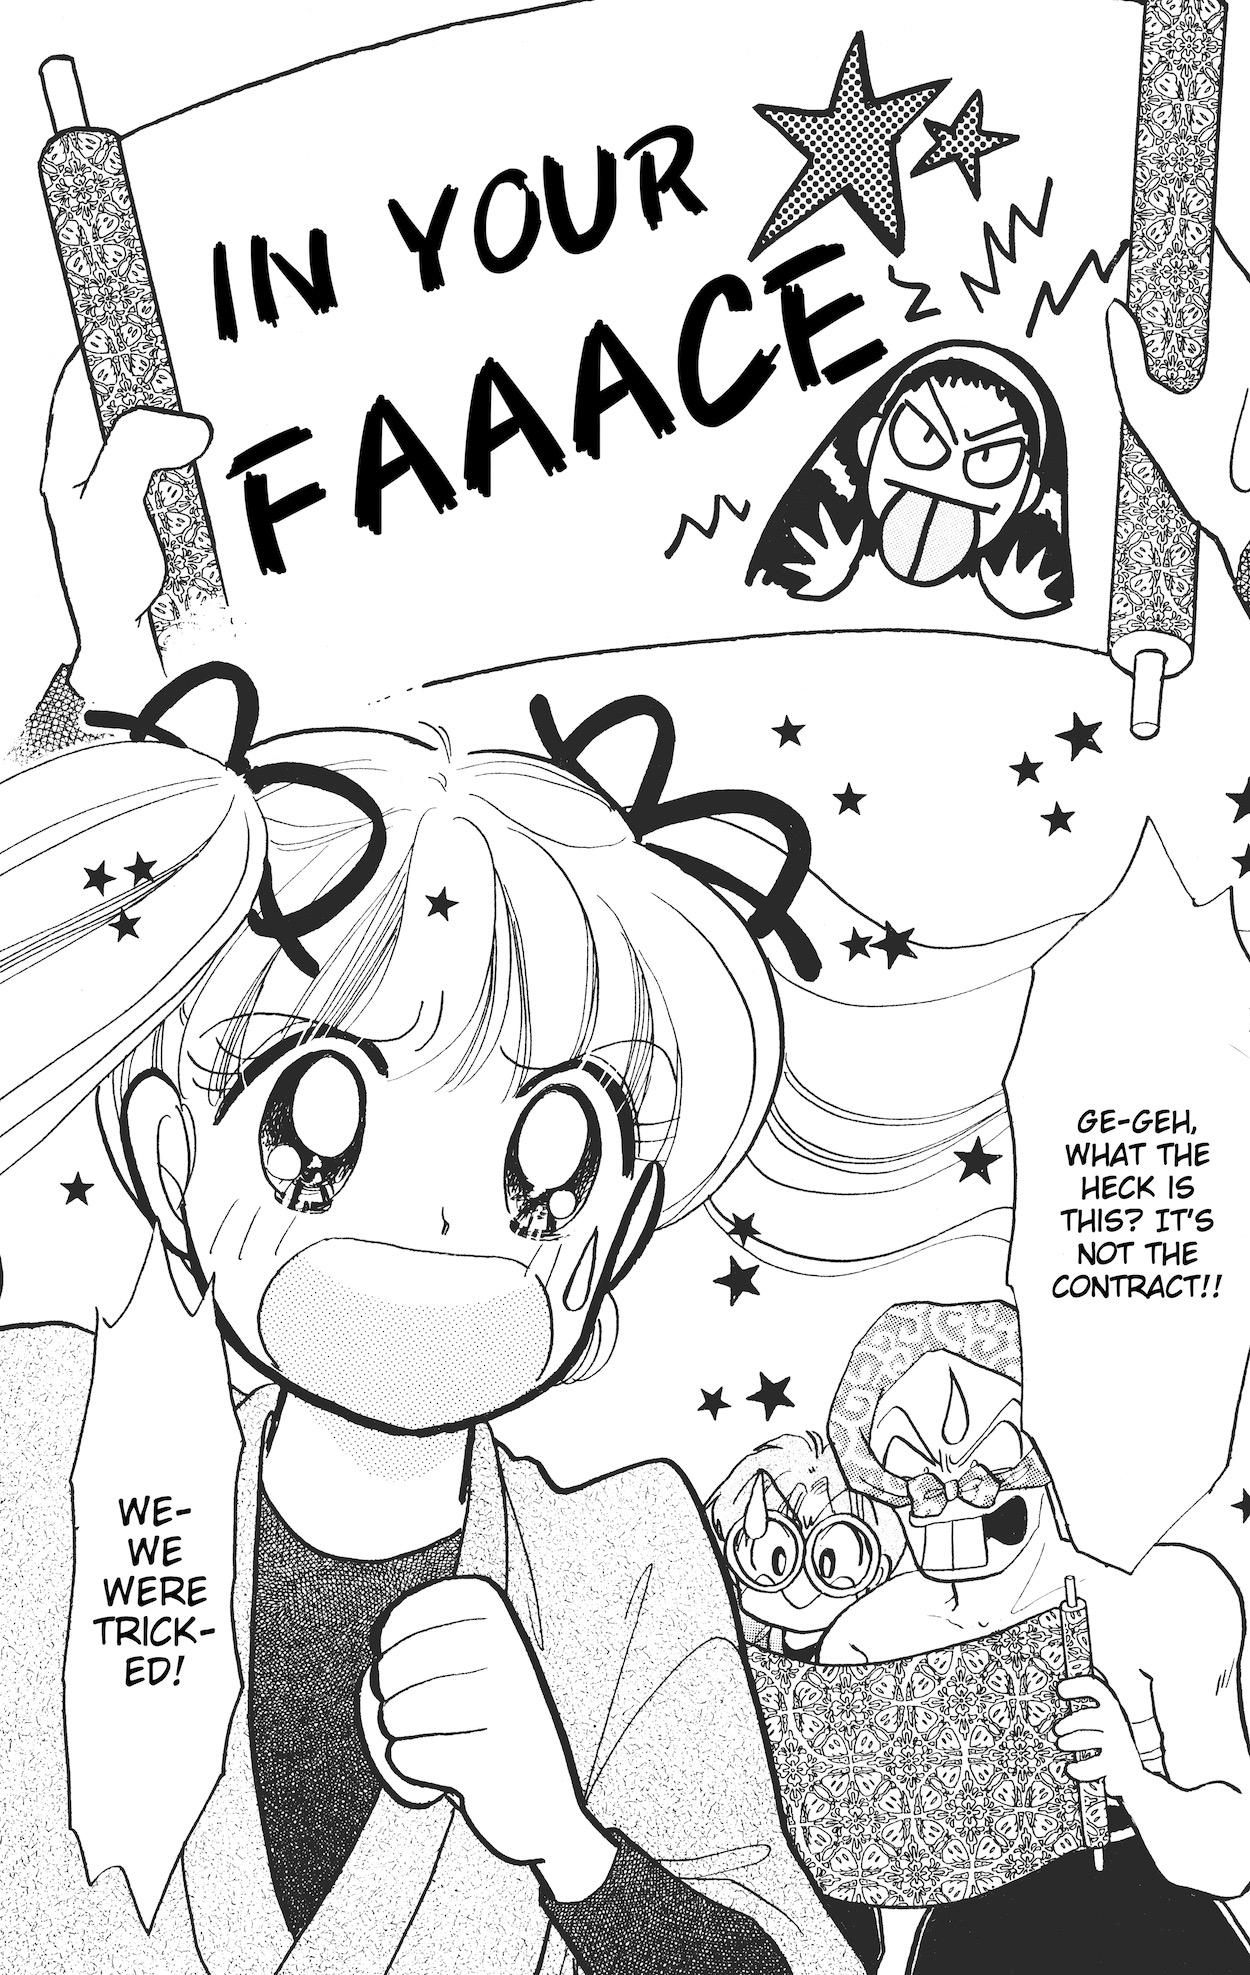 IN YOUR
FAAACE
GE-GEH,
WHAT THE
HECK IS
THIS? IT'S
NOT THE
CONTRACT!!
WE-
WE
WERE
TRICK-
ED!